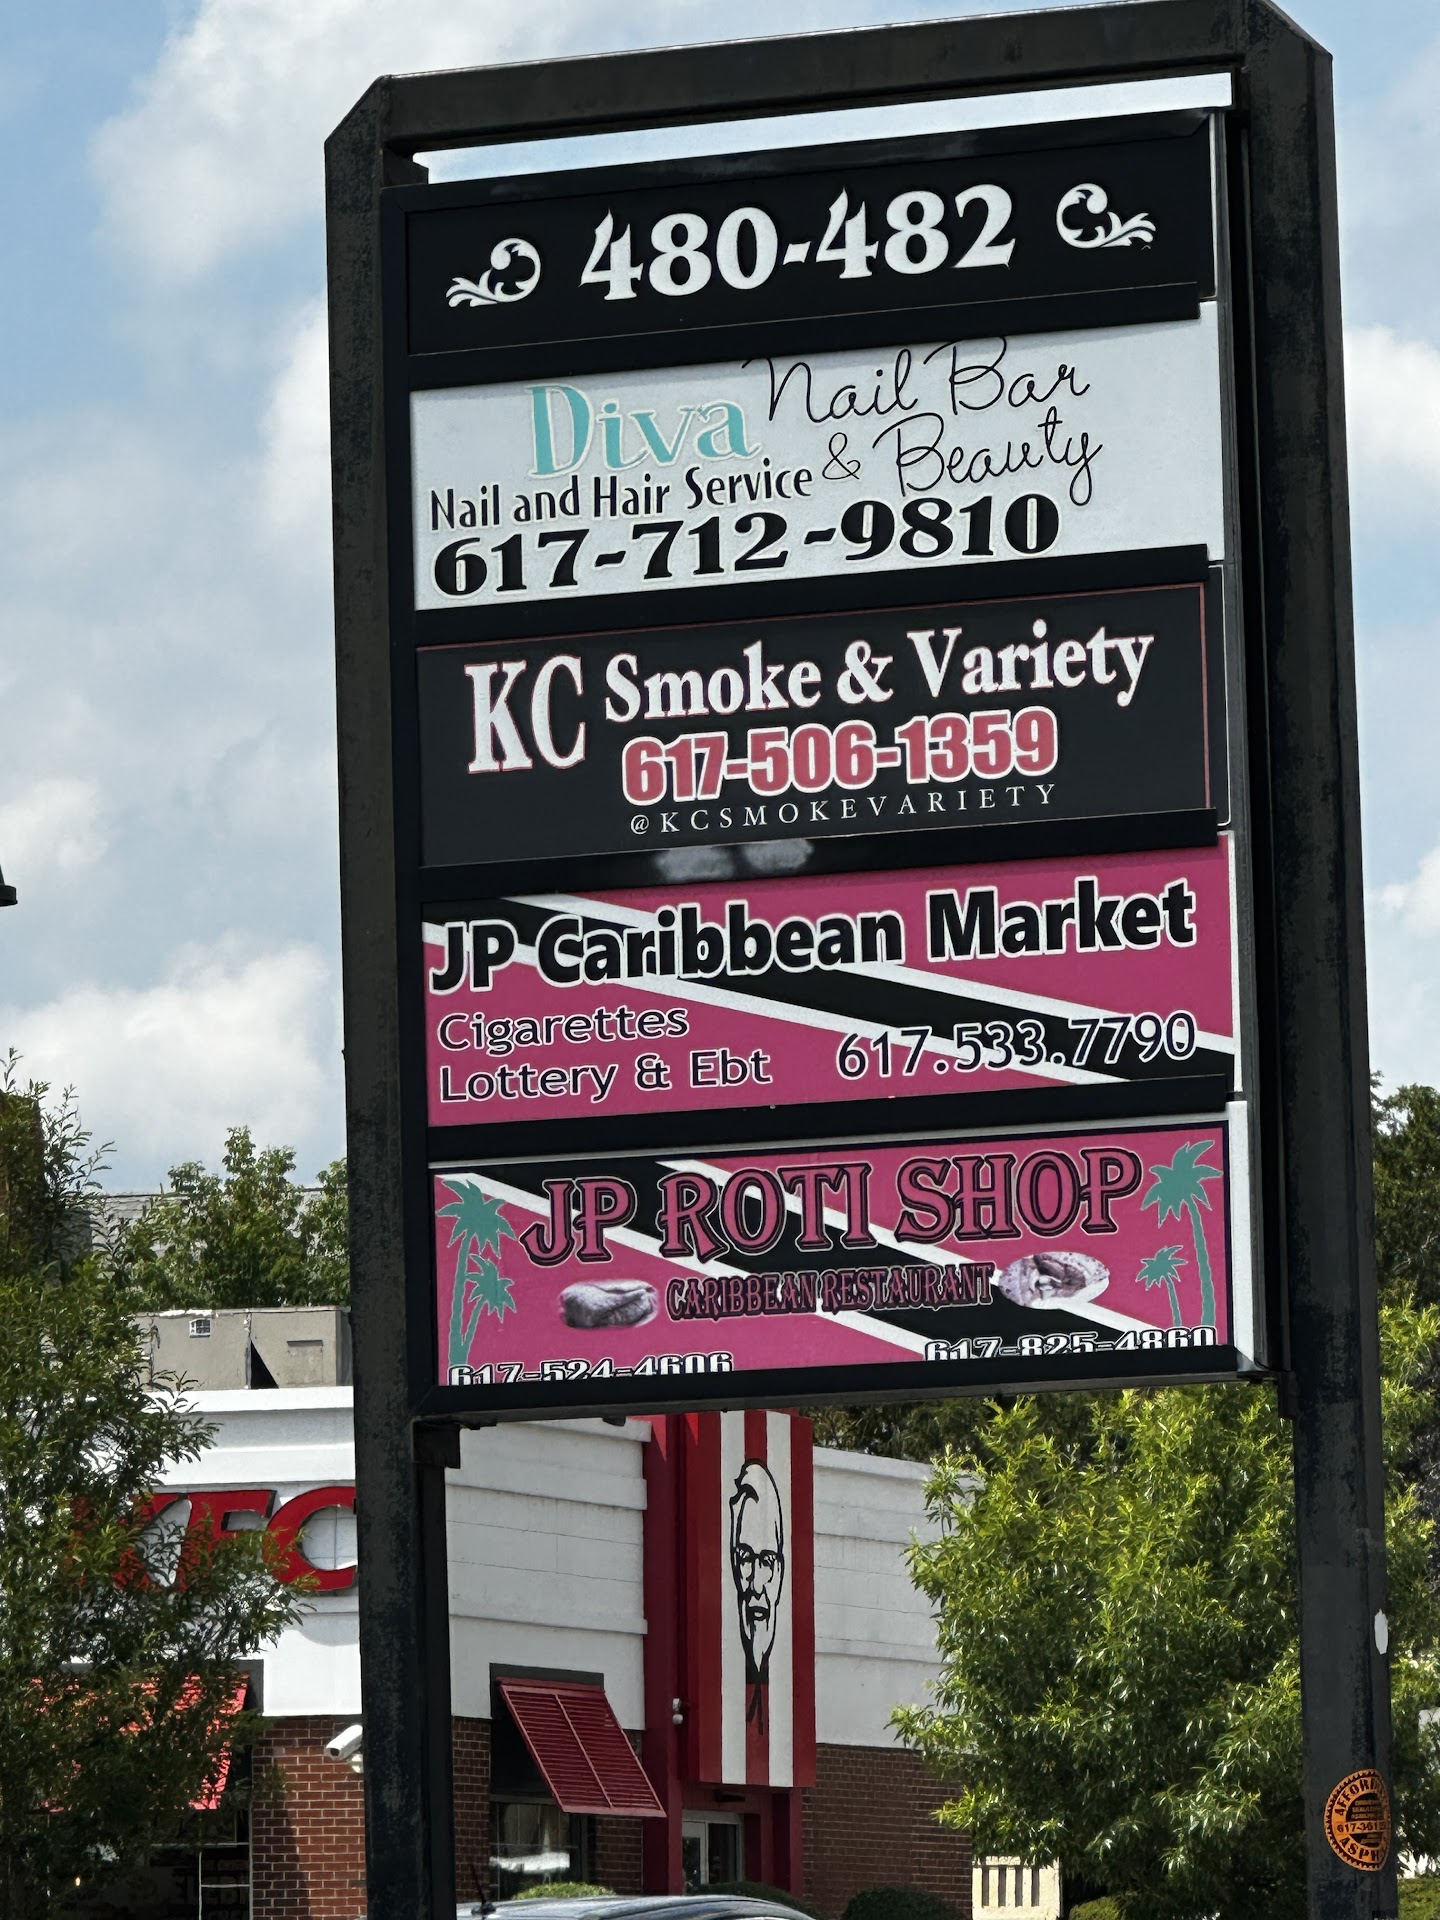 480-482
Diva Nail Bar
& Beauty
Nail and Hair Service
617-712-9810
KC Smoke & Variety
617-506-1359
@KCSMOKEVARIETY
JP Caribbean Market
Cigarettes
Lottery & Ebt 617.533.7790
JP ROTI SHOP
CARIBBEAN RESTAURANT
617-524-4606 617-825-4860
KFC